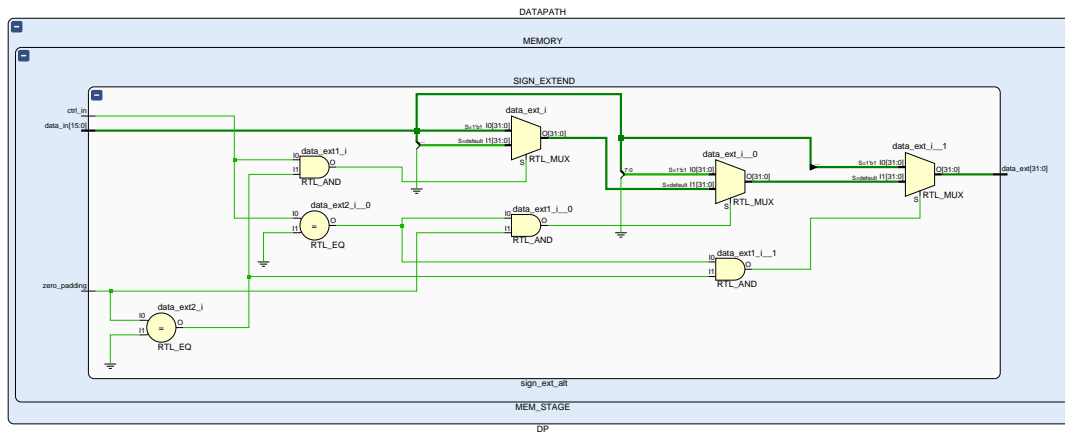 DATAPATH
MEMORY
SIGN_EXTEND
ctrl_in
data_in[15:0]
data_ext_i
S=1'b1 I0[31:0]
S=default I1[31:0]
O[31:0]
S
RTL_MUX
data_ext1_i
I0
I1
O
RTL_AND
data_ext_i__0
7:0
S=1'b1 I0[31:0]
S=default I1[31:0]
O[31:0]
S
RTL_MUX
data_ext_i__1
S=1'b1 I0[31:0]
S=default I1[31:0]
O[31:0]
S
RTL_MUX
data_ext[31:0]
data_ext2_i__0
I0
I1
=
O
RTL_EQ
data_ext1_i__0
I0
I1
O
RTL_AND
data_ext1_i__1
I0
I1
O
RTL_AND
zero_padding
data_ext2_i
I0
I1
=
O
RTL_EQ
sign_ext_alt
MEM_STAGE
DP